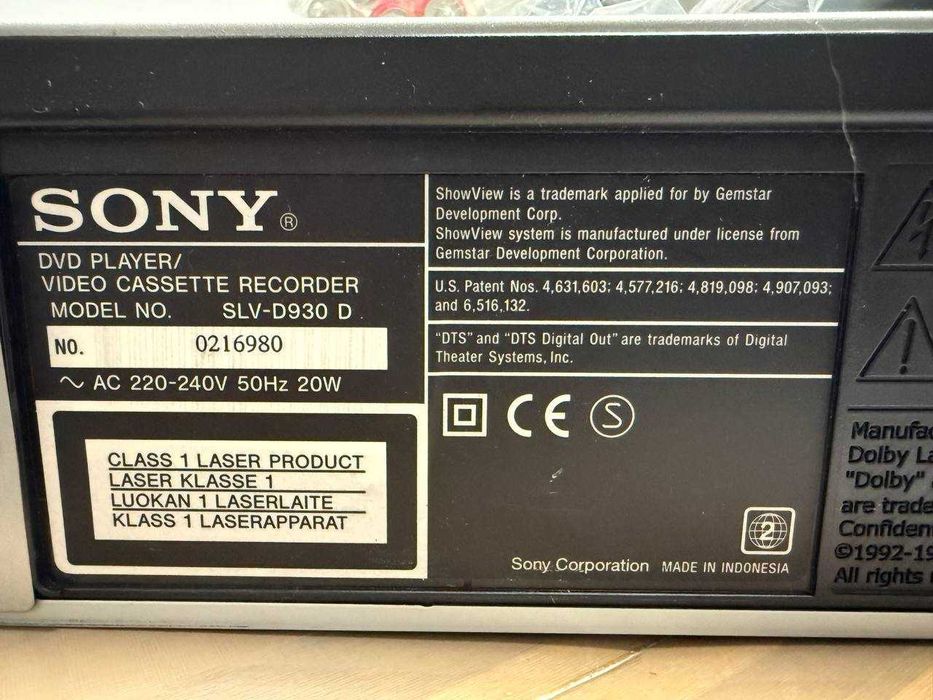 SONY®
DVD PLAYER/
VIDEO CASSETTE RECORDER
MODEL NO. SLV-D930 D
NO. 0216980
~ AC 220-240V 50Hz 20W
CLASS 1 LASER PRODUCT
LASER KLASSE 1
LUOKAN 1 LASERLAITE
KLASS 1 LASERAPPARAT
ShowView is a trademark applied for by Gemstar
Development Corp.
ShowView system is manufactured under license from
Gemstar Development Corporation.
U.S. Patent Nos. 4,631,603; 4,577,216; 4,819,098; 4,907,093;
and 6,516,132.
"DTS" and "DTS Digital Out" are trademarks of Digital
Theater Systems, Inc.
CE S
2
Sony Corporation MADE IN INDONESIA
Manufac
Dolby La
"Dolby"
are trade
Confiden
©1992-19
All rights